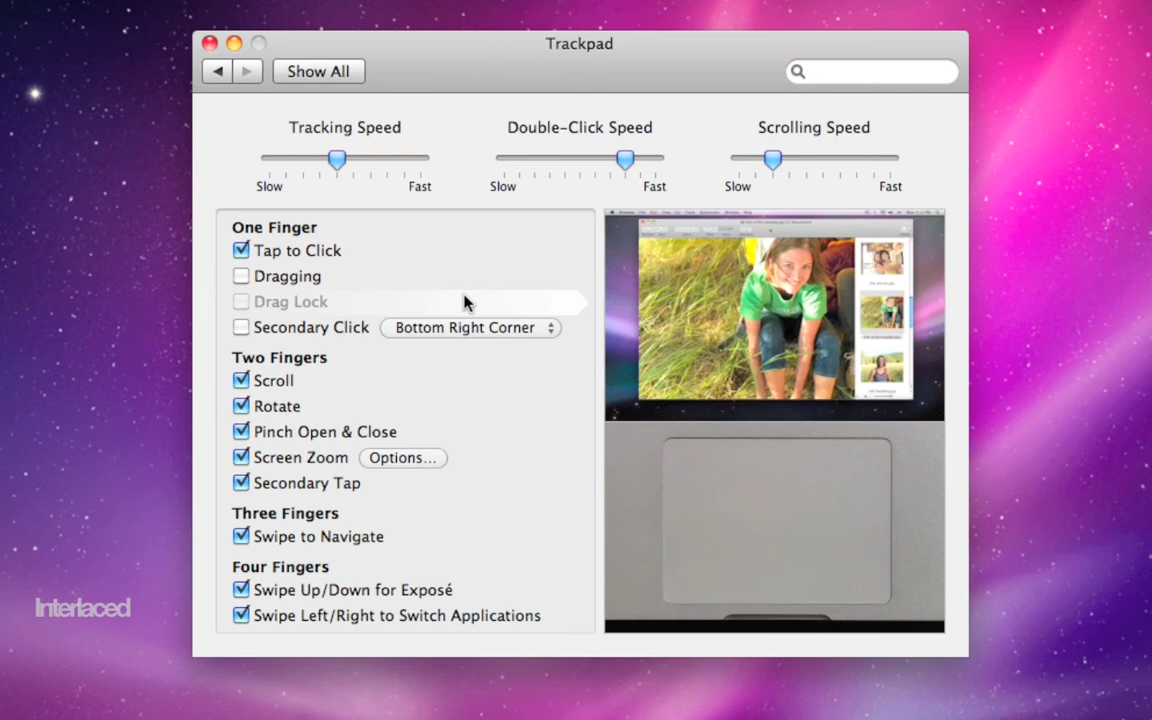 Trackpad
Show All
Tracking Speed
Double-Click Speed
Scrolling Speed
Slow Fast
Slow Fast
Slow Fast
One Finger
Tap to Click
Dragging
Drag Lock
Secondary Click Bottom Right Corner
Two Fingers
Scroll
Rotate
Pinch Open & Close
Screen Zoom Options...
Secondary Tap
Three Fingers
Swipe to Navigate
Four Fingers
Swipe Up/Down for Exposé
Swipe Left/Right to Switch Applications
Interlaced